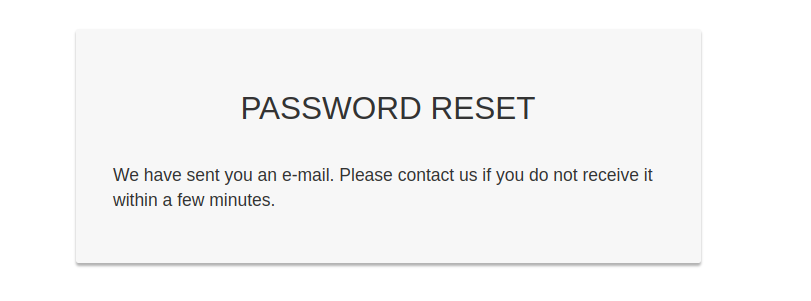 PASSWORD RESET
We have sent you an e-mail. Please contact us if you do not receive it
within a few minutes.